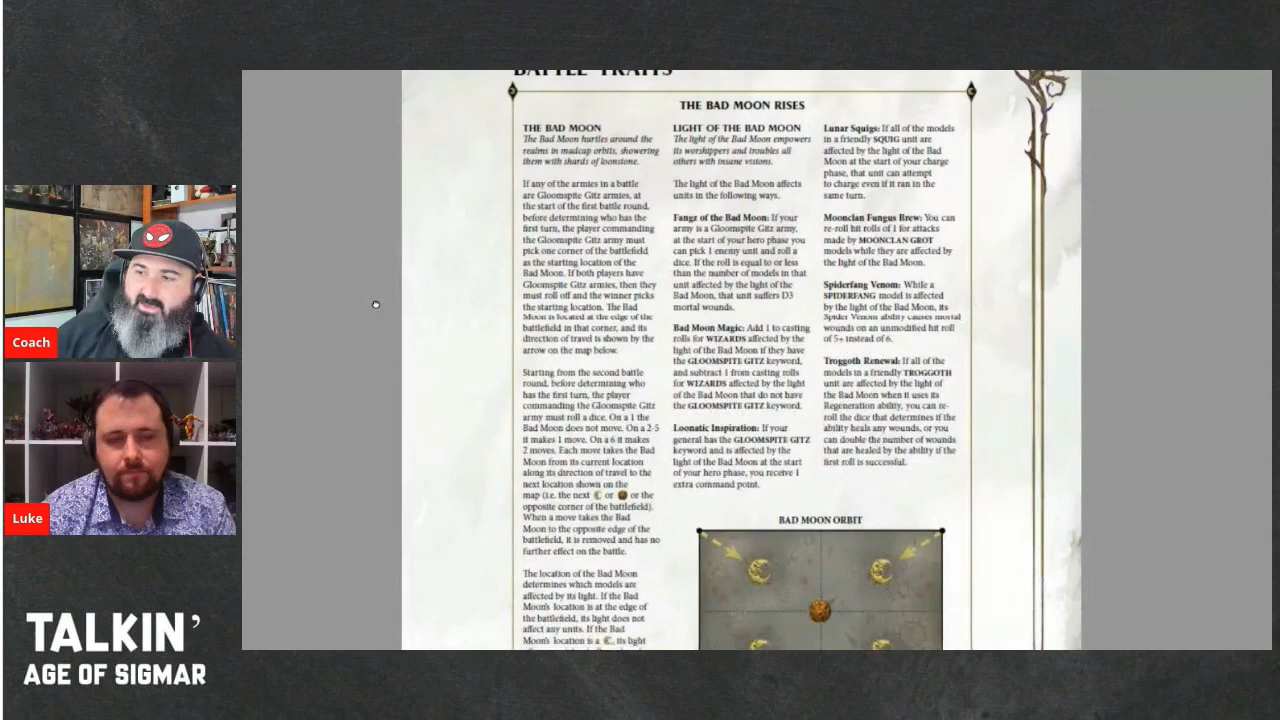 BATTLE TRAITS
THE BAD MOON RISES
THE BAD MOON
The Bad Moon hurtles around the
realms in madcap orbits, showering
them with shards of loonstone.
If any of the armies in a battle
are Gloomspite Gitz armies, at
the start of the first battle round,
before determining who has the
first turn, the player commanding
the Gloomspite Gitz army must
pick one corner of the battlefield
as the starting location of the
Bad Moon. If both players have
Gloomspite Gitz armies, then they
must roll off and the winner picks
the starting location. The Bad
Moon is located at the edge of the
battlefield in that corner, and its
direction of travel is shown by the
arrow on the map below.
Starting from the second battle
round, before determining who
has the first turn, the player
commanding the Gloomspite Gitz
army must roll a dice. On a 1 the
Bad Moon does not move. On a 2-5
it makes 1 move. On a 6 it makes
2 moves. Each move takes the Bad
Moon from its current location
along its direction of travel to the
next location shown on the
map (i.e. the next or or the
opposite corner of the battlefield).
When a move takes the Bad
Moon to the opposite edge of the
battlefield, it is removed and has no
further effect on the battle.
The location of the Bad Moon
determines which models are
affected by its light. If the Bad
Moon's location is at the edge of
the battlefield, its light does not
affect any units. If the Bad
Moon's location is a , its light
LIGHT OF THE BAD MOON
The light of the Bad Moon empowers
its worshippers and troubles all
others with insane visions.
The light of the Bad Moon affects
units in the following ways.
Fangz of the Bad Moon: If your
army is a Gloomspite Gitz army,
at the start of your hero phase you
can pick 1 enemy unit and roll a
dice. If the roll is equal to or less
than the number of models in that
unit affected by the light of the
Bad Moon, that unit suffers D3
mortal wounds.
Bad Moon Magic: Add 1 to casting
rolls for WIZARDS affected by the
light of the Bad Moon if they have
the GLOOMSPITE GITZ keyword,
and subtract 1 from casting rolls
for WIZARDS affected by the light
of the Bad Moon that do not have
the GLOOMSPITE GITZ keyword.
Loonatic Inspiration: If your
general has the GLOOMSPITE GITZ
keyword and is affected by the
light of the Bad Moon at the start
of your hero phase, you receive 1
extra command point.
Lunar Squigs: If all of the models
in a friendly SQUIG unit are
affected by the light of the Bad
Moon at the start of your charge
phase, that unit can attempt
to charge even if it ran in the
same turn.
Moonclan Fungus Brew: You can
re-roll hit rolls of 1 for attacks
made by MOONCLAN GROT
models while they are affected by
the light of the Bad Moon.
Spiderfang Venom: While a
SPIDERFANG model is affected
by the light of the Bad Moon, its
Spider Venom ability causes mortal
wounds on an unmodified hit roll
of 5+ instead of 6.
Troggoth Renewal: If all of the
models in a friendly TROGGOTH
unit are affected by the light of
the Bad Moon when it uses its
Regeneration ability, you can re-
roll the dice that determines if the
ability heals any wounds, or you
can double the number of wounds
that are healed by the ability if the
first roll is successful.
BAD MOON ORBIT
Coach
Luke
TALKIN'
AGE OF SIGMAR